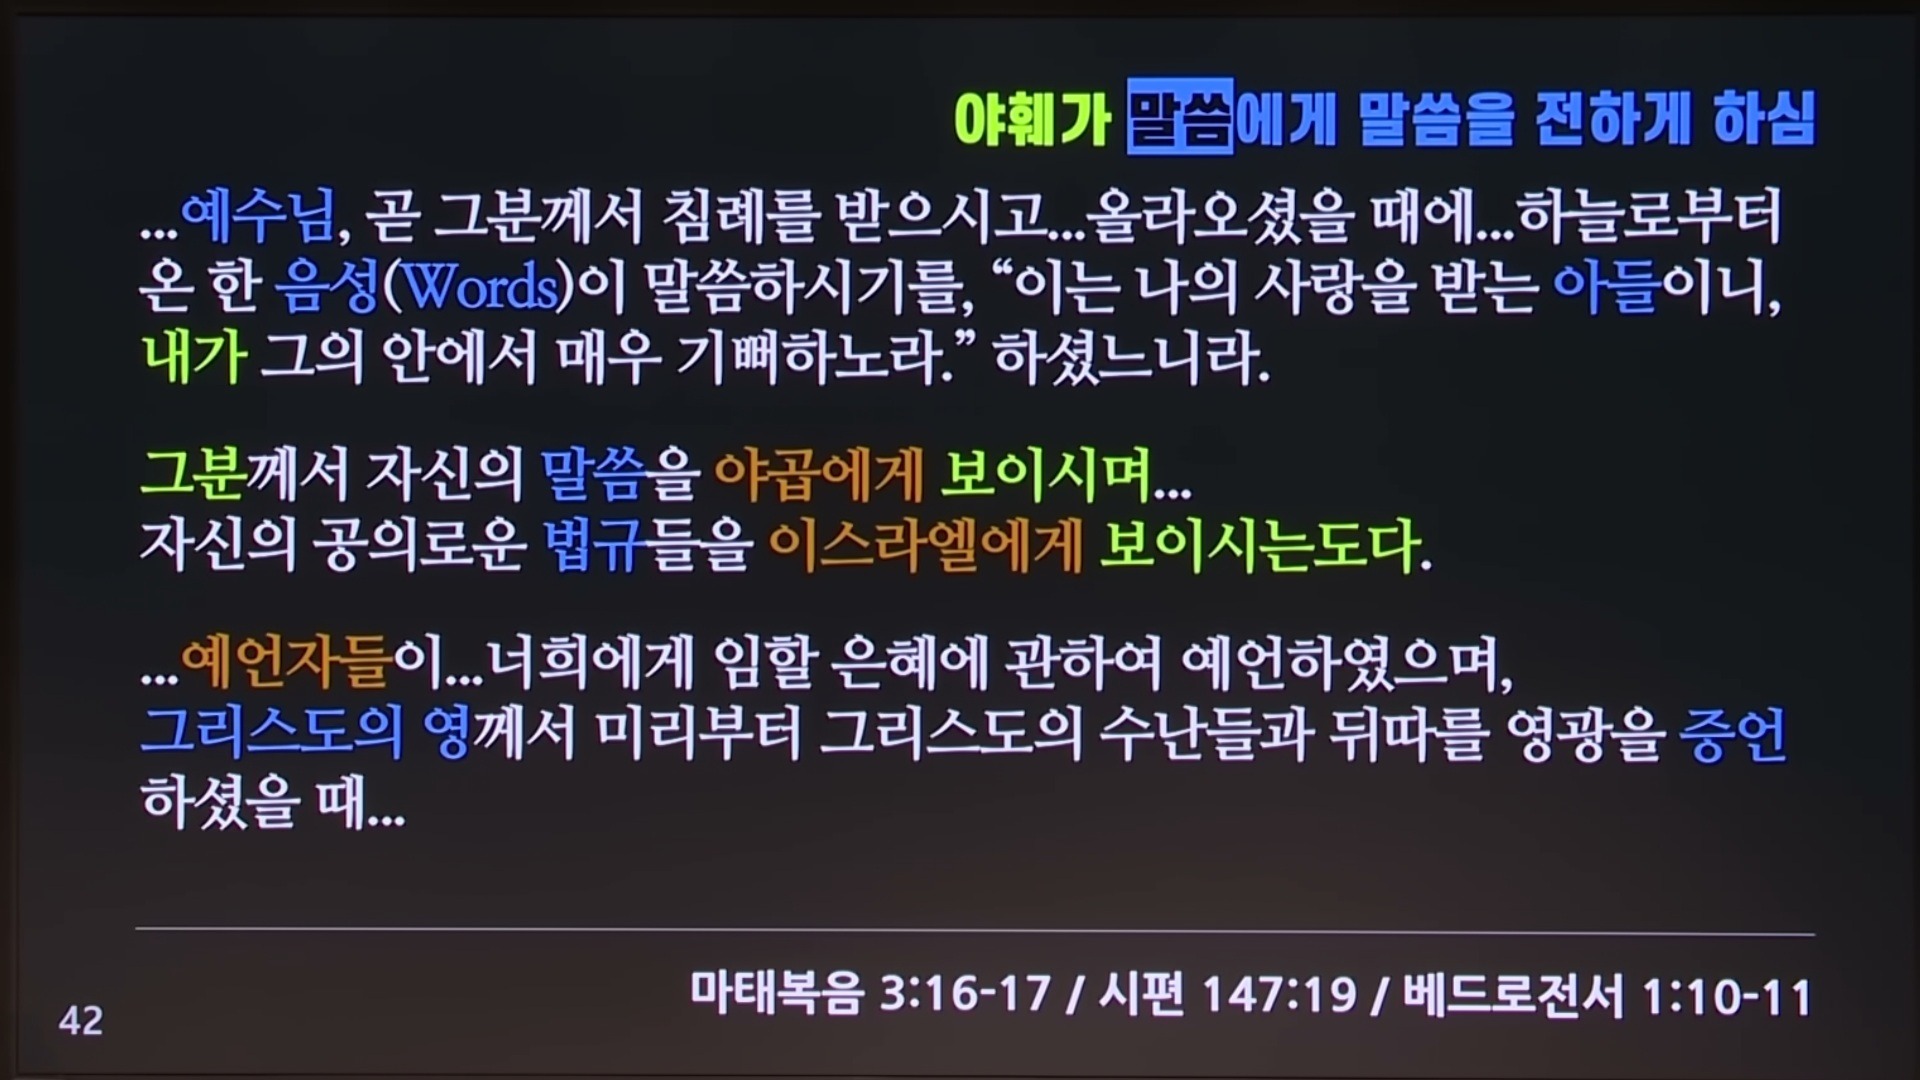 야훼가 말씀에게 말씀을 전하게 하심
...예수님, 곧 그분께서 침례를 받으시고...올라오셨을 때에...하늘로부터
온 한 음성(Words)이 말씀하시기를, “이는 나의 사랑을 받는 아들이니,
내가 그의 안에서 매우 기뻐하노라.” 하셨느니라.
그분께서 자신의 말씀을 야곱에게 보이시며...
자신의 공의로운 법규들을 이스라엘에게 보이시는도다.
...예언자들이...너희에게 임할 은혜에 관하여 예언하였으며,
그리스도의 영께서 미리부터 그리스도의 수난들과 뒤따를 영광을 증언
하셨을 때...
마태복음 3:16-17 / 시편 147:19 / 베드로전서 1:10-11
42